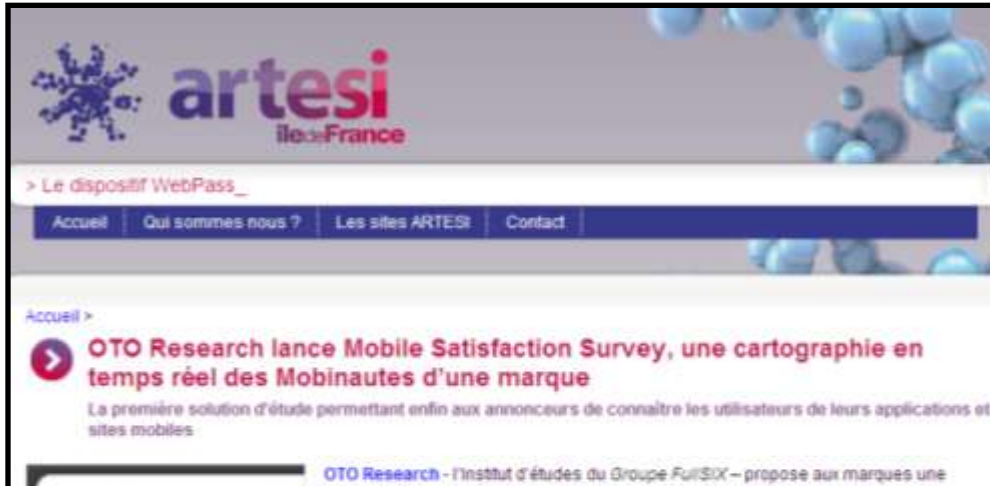 artesi
îledeFrance
> Le dispositif WebPass_
Accueil Qui sommes nous ? Les sites ARTESI Contact
Accueil >
OTO Research lance Mobile Satisfaction Survey, une cartographie en
temps réel des Mobinautes d'une marque
La première solution d'étude permettant enfin aux annonceurs de connaître les utilisateurs de leurs applications et
sites mobiles
OTO Research - l'institut d'études du Groupe FullSIX – propose aux marques une